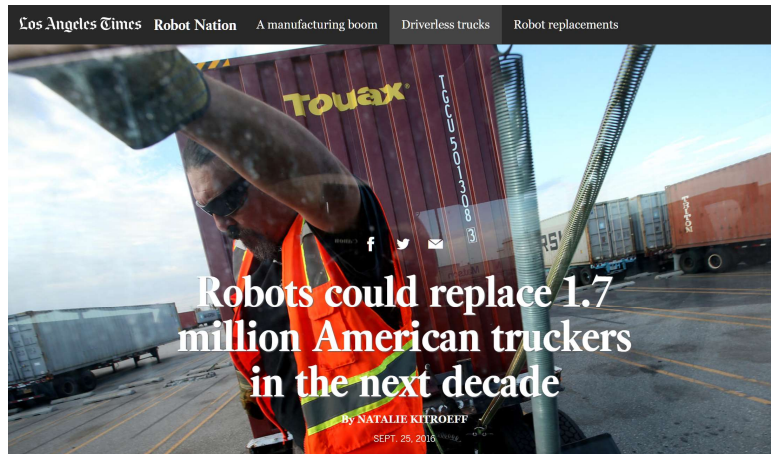 Los Angeles Times Robot Nation A manufacturing boom Driverless trucks Robot replacements
Touax
TGCU 501308 3
TRITON
Robots could replace 1.7
million American truckers
in the next decade
By NATALIE KITROEFF
SEPT. 25, 2016